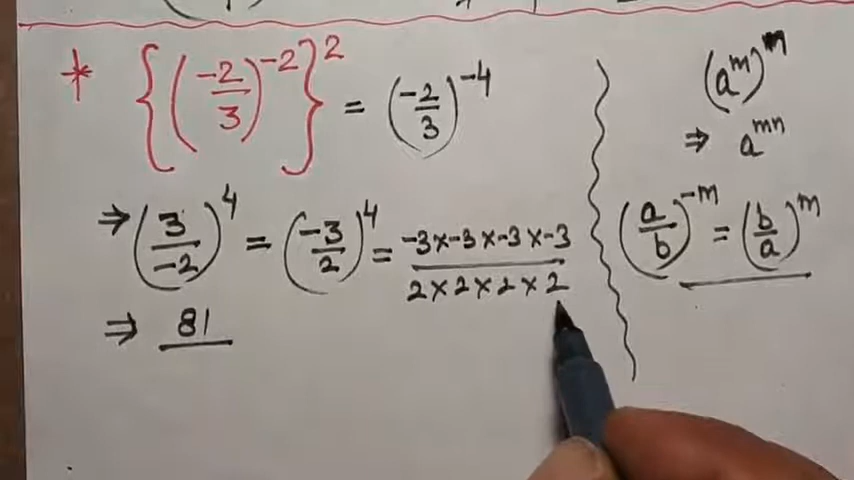 * {(-2/3)^-2}^2 = (-2/3)^-4
⇒ (3/-2)^4 = (-3/2)^4 = -3×-3×-3×-3 / 2×2×2×2
⇒ 81
(a^m)^m
⇒ a^mn
(a/b)^-m = (b/a)^m